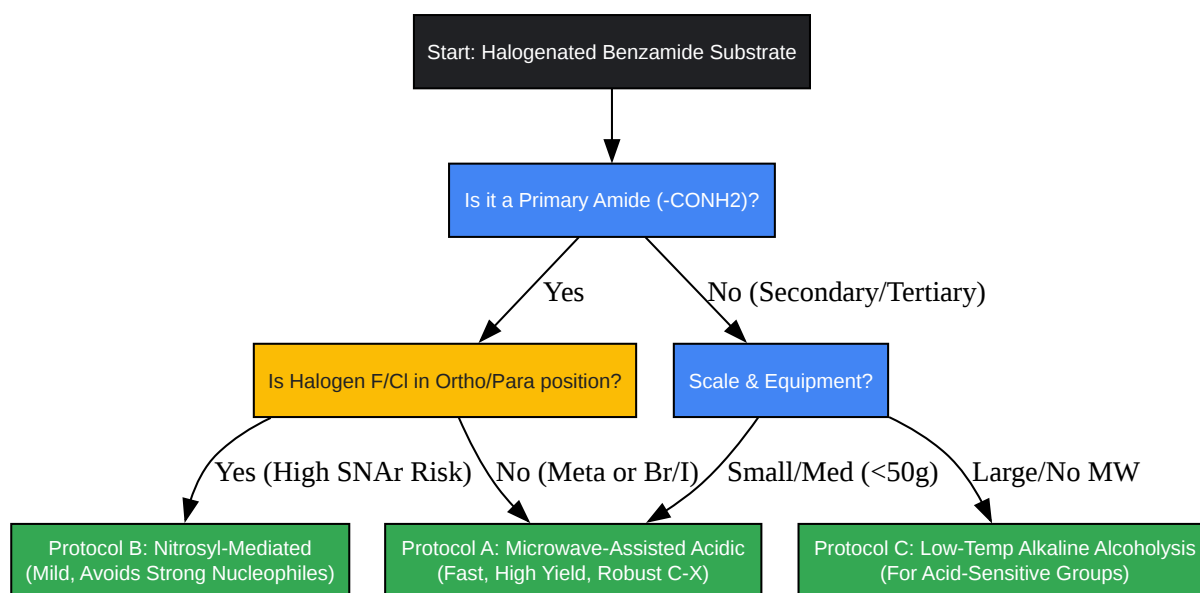 Start: Halogenated Benzamide Substrate
Is it a Primary Amide (-CONH2)?
Yes
No (Secondary/Tertiary)
Is Halogen F/Cl in Ortho/Para position?
Scale & Equipment?
Yes (High SNAr Risk)
No (Meta or Br/I)
Small/Med (<50g)
Large/No MW
Protocol B: Nitrosyl-Mediated
(Mild, Avoids Strong Nucleophiles)
Protocol A: Microwave-Assisted Acidic
(Fast, High Yield, Robust C-X)
Protocol C: Low-Temp Alkaline Alcoholysis
(For Acid-Sensitive Groups)